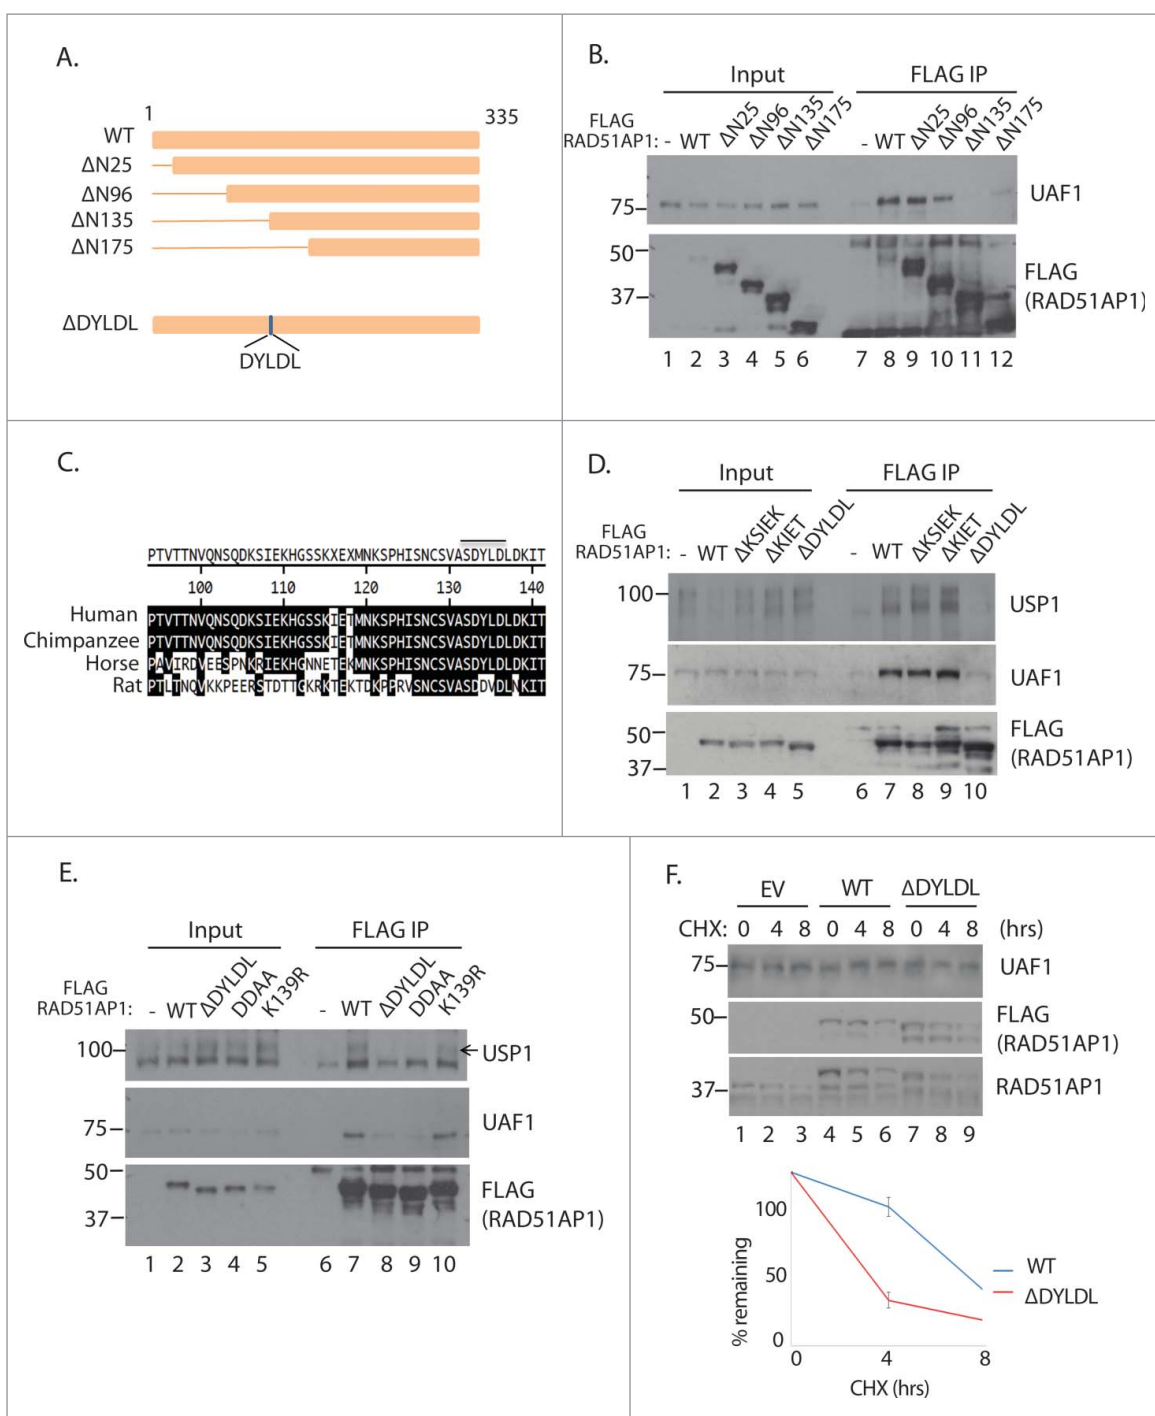 A.
1
335
WT
ΔN25
ΔN96
ΔN135
ΔN175
ΔDYLDL
DYLDL
B.
Input
FLAG IP
FLAG
RAD51AP1: - WT ΔN25 ΔN96 ΔN135 ΔN175 - WT ΔN25 ΔN96 ΔN135 ΔN175
75
UAF1
50
37
FLAG
(RAD51AP1)
1 2 3 4 5 6 7 8 9 10 11 12
C.
PTVTTNVQNSQDKSIEKHGSSKXEXMNKSPHISNCSVASDYLDLDKIT
100 110 120 130 140
Human PTVTTNVQNSQDKSIEKHGSSKIETMNKSPHISNCSVASDYLDLDKIT
Chimpanzee PTVTTNVQNSQDKSIEKHGSSKIETMNKSPHISNCSVASDYLDLDKIT
Horse PAVIRDVEESPNKRIEKHGNNETEKMNKSPHISNCSVASDYLDLDKIT
Rat PTLTNQVKKPEERSTDTTGKRKTEKTDKPPRVSNCSVASDDVDLNKIT
D.
Input
FLAG IP
FLAG
RAD51AP1: - WT ΔKSIEK ΔKIET ΔDYLDL - WT ΔKSIEK ΔKIET ΔDYLDL
100
USP1
75
UAF1
50
37
FLAG
(RAD51AP1)
1 2 3 4 5 6 7 8 9 10
E.
Input
FLAG IP
FLAG
RAD51AP1: - WT ΔDYLDL DDAA K139R - WT ΔDYLDL DDAA K139R
100
USP1
75
UAF1
50
37
FLAG
(RAD51AP1)
1 2 3 4 5 6 7 8 9 10
F.
EV WT ΔDYLDL
CHX: 0 4 8 0 4 8 0 4 8 (hrs)
75
UAF1
50
FLAG
(RAD51AP1)
37
RAD51AP1
1 2 3 4 5 6 7 8 9
% remaining
100
50
0
0 4 8
CHX (hrs)
WT
ΔDYLDL